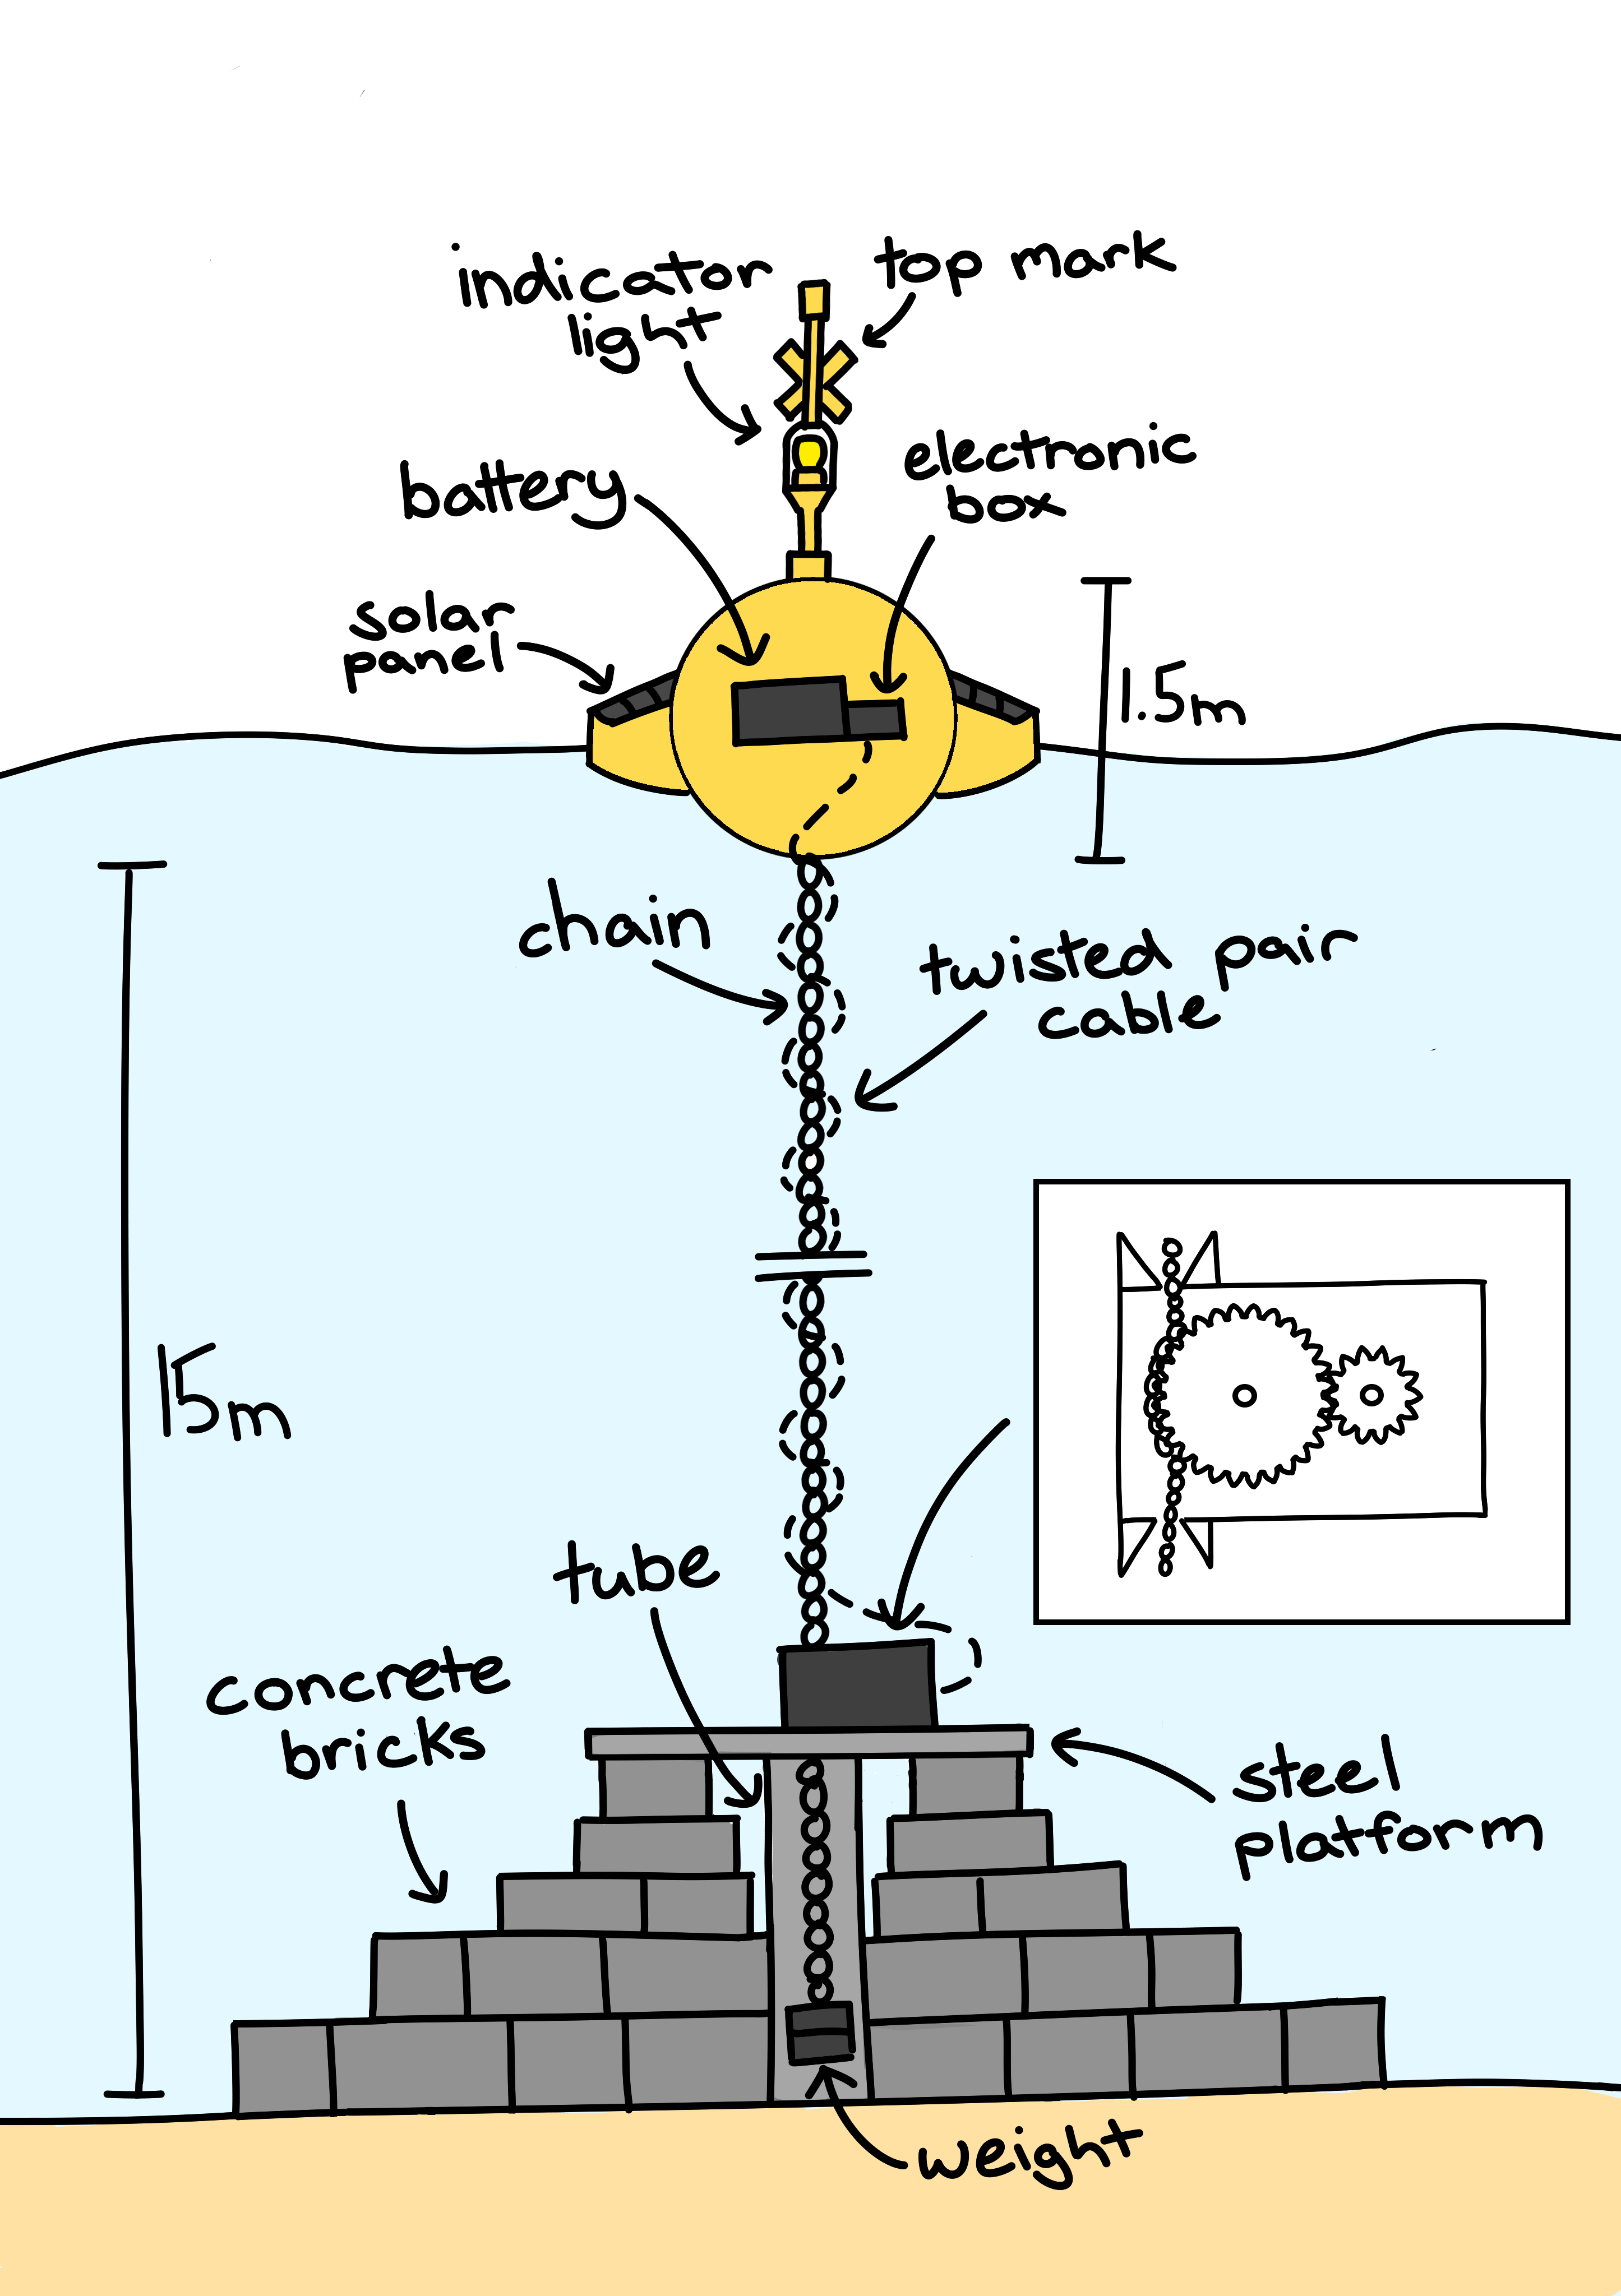 indicator
light
top mark
electronic
box
battery
solar
panel
1.5m
chain
twisted pair
cable
15m
tube
concrete
bricks
steel
platform
weight